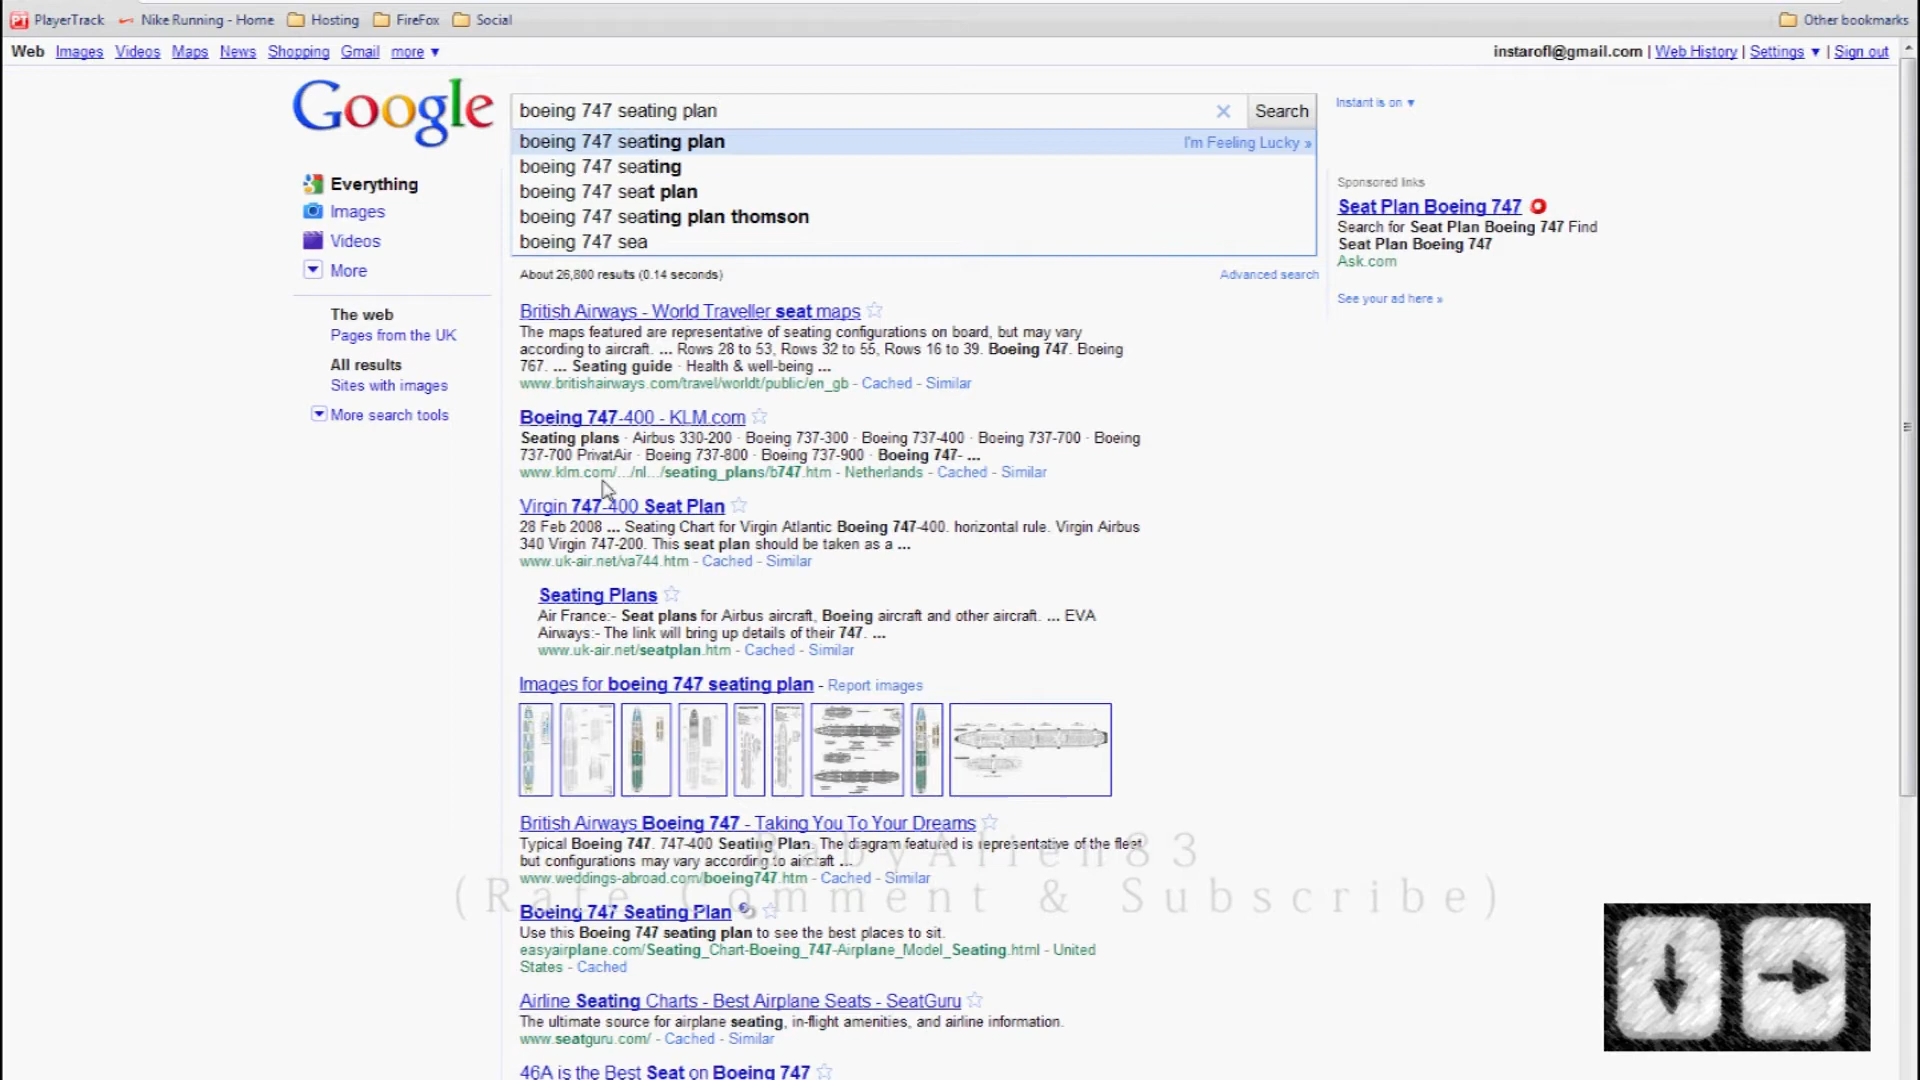 PlayerTrack Nike Running - Home Hosting FireFox Social Other bookmarks
Web Images Videos Maps News Shopping Gmail more ▼ instarofl@gmail.com | Web History | Settings ▼ | Sign out
Google
boeing 747 seating plan Search Instant is on ▼
boeing 747 seating plan I'm Feeling Lucky »
boeing 747 seating
boeing 747 seat plan
boeing 747 seating plan thomson
boeing 747 sea
Everything
Images
Videos
More
The web
Pages from the UK
All results
Sites with images
More search tools
About 26,800 results (0.14 seconds) Advanced search
British Airways - World Traveller seat maps
The maps featured are representative of seating configurations on board, but may vary
according to aircraft. ... Rows 28 to 53, Rows 32 to 55, Rows 16 to 39. Boeing 747. Boeing
767. ... Seating guide · Health & well-being ...
www.britishairways.com/travel/worldt/public/en_gb - Cached - Similar
Boeing 747-400 - KLM.com
Seating plans · Airbus 330-200 · Boeing 737-300 · Boeing 737-400 · Boeing 737-700 · Boeing
737-700 PrivatAir · Boeing 737-800 · Boeing 737-900 · Boeing 747- ...
www.klm.com/.../nl.../seating_plans/b747.htm - Netherlands - Cached - Similar
Virgin 747-400 Seat Plan
28 Feb 2008 ... Seating Chart for Virgin Atlantic Boeing 747-400. horizontal rule. Virgin Airbus
340 Virgin 747-200. This seat plan should be taken as a ...
www.uk-air.net/va744.htm - Cached - Similar
Seating Plans
Air France:- Seat plans for Airbus aircraft, Boeing aircraft and other aircraft. ... EVA
Airways:- The link will bring up details of their 747. ...
www.uk-air.net/seatplan.htm - Cached - Similar
Images for boeing 747 seating plan - Report images
British Airways Boeing 747 - Taking You To Your Dreams
Typical Boeing 747. 747-400 Seating Plan. The diagram featured is representative of the fleet
but configurations may vary according to aircraft ...
www.weddings-abroad.com/boeing747.htm - Cached - Similar
Boeing 747 Seating Plan
Use this Boeing 747 seating plan to see the best places to sit.
easyairplane.com/Seating_Chart-Boeing_747-Airplane_Model_Seating.html - United
States - Cached
Airline Seating Charts - Best Airplane Seats - SeatGuru
The ultimate source for airplane seating, in-flight amenities, and airline information.
www.seatguru.com/ - Cached - Similar
46A is the Best Seat on Boeing 747
Sponsored links
Seat Plan Boeing 747
Search for Seat Plan Boeing 747 Find
Seat Plan Boeing 747
Ask.com
See your ad here »
BabyAlien83
(Rate Comment & Subscribe)